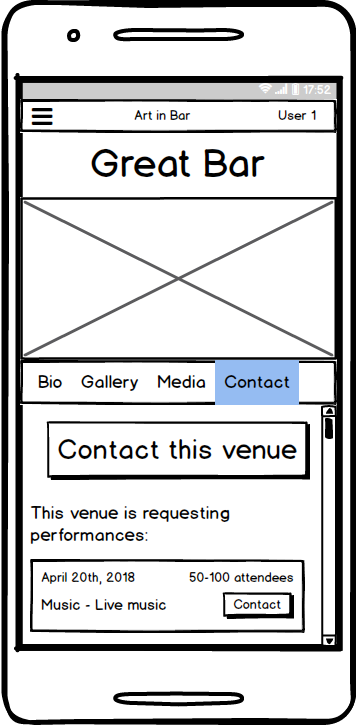 17:52
Art in Bar User 1
Great Bar
Bio Gallery Media Contact
Contact this venue
This venue is requesting
performances:
April 20th, 2018 50-100 attendees
Music - Live music Contact